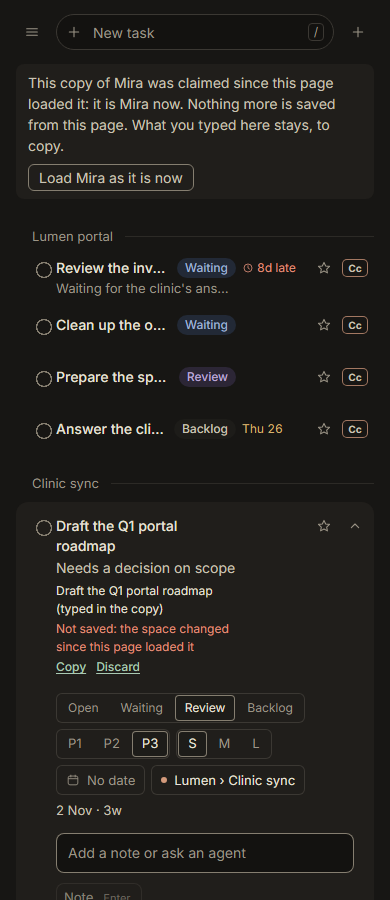 New task /
This copy of Mira was claimed since this page
loaded it: it is Mira now. Nothing more is saved
from this page. What you typed here stays, to
copy.
Load Mira as it is now
Lumen portal
Review the inv... Waiting 8d late Cc
Waiting for the clinic's ans...
Clean up the o... Waiting Cc
Prepare the sp... Review Cc
Answer the cli... Backlog Thu 26 Cc
Clinic sync
Draft the Q1 portal
roadmap
Needs a decision on scope
Draft the Q1 portal roadmap
(typed in the copy)
Not saved: the space changed
since this page loaded it
Copy Discard
Open Waiting Review Backlog
P1 P2 P3 S M L
No date Lumen › Clinic sync
2 Nov · 3w
Add a note or ask an agent
Note Enter